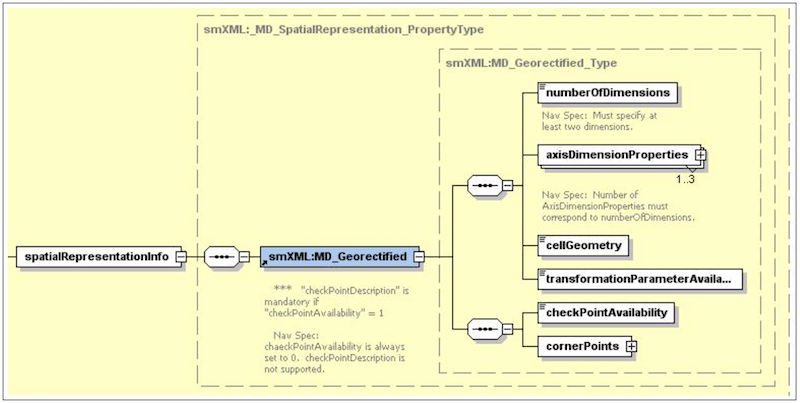 smXML:_MD_SpatialRepresentation_PropertyType
smXML:MD_Georectified_Type
numberOfDimensions
Nav Spec: Must specify at
least two dimensions.
axisDimensionProperties
1..3
Nav Spec: Number of
AxisDimensionProperties must
correspond to numberOfDimensions.
spatialRepresentationInfo
smXML:MD_Georectified
cellGeometry
transformationParameterAvaila...
*** "checkPointDescription" is
mandatory if
"checkPointAvailability" = 1
Nav Spec:
chaeckPointAvailability is always
set to 0. checkPointDescription is
not supported.
checkPointAvailability
cornerPoints